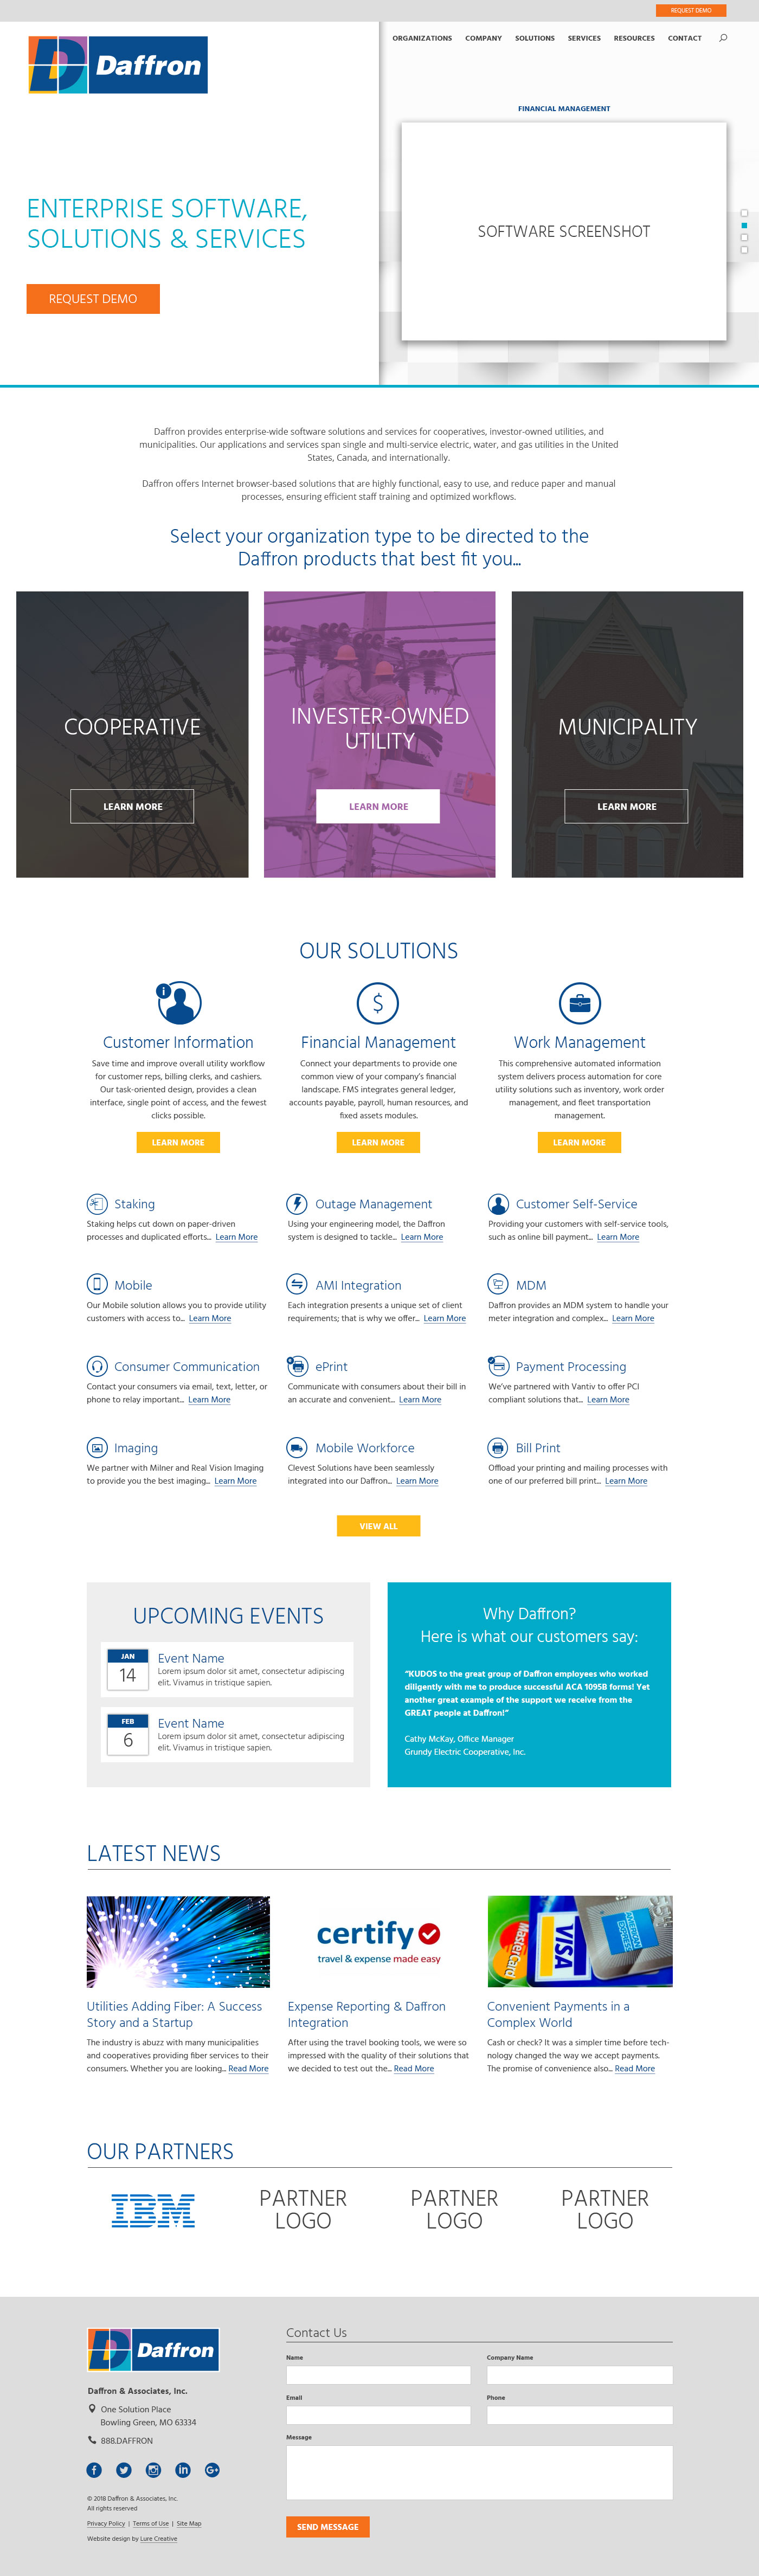 REQUEST DEMO
Daffron
ORGANIZATIONS COMPANY SOLUTIONS SERVICES RESOURCES CONTACT
FINANCIAL MANAGEMENT
SOFTWARE SCREENSHOT
ENTERPRISE SOFTWARE,
SOLUTIONS & SERVICES
REQUEST DEMO
Daffron provides enterprise-wide software solutions and services for cooperatives, investor-owned utilities, and
municipalities. Our applications and services span single and multi-service electric, water, and gas utilities in the United
States, Canada, and internationally.
Daffron offers Internet browser-based solutions that are highly functional, easy to use, and reduce paper and manual
processes, ensuring efficient staff training and optimized workflows.
Select your organization type to be directed to the
Daffron products that best fit you...
COOPERATIVE
LEARN MORE
INVESTER-OWNED
UTILITY
LEARN MORE
MUNICIPALITY
LEARN MORE
OUR SOLUTIONS
Customer Information
Save time and improve overall utility workflow
for customer reps, billing clerks, and cashiers.
Our task-oriented design, provides a clean
interface, single point of access, and the fewest
clicks possible.
LEARN MORE
Financial Management
Connect your departments to provide one
common view of your company's financial
landscape. FMS integrates general ledger,
accounts payable, payroll, human resources, and
fixed assets modules.
LEARN MORE
Work Management
This comprehensive automated information
system delivers process automation for core
utility solutions such as inventory, work order
management, and fleet transportation
management.
LEARN MORE
Staking
Staking helps cut down on paper-driven
processes and duplicated efforts... Learn More
Outage Management
Using your engineering model, the Daffron
system is designed to tackle... Learn More
Customer Self-Service
Providing your customers with self-service tools,
such as online bill payment... Learn More
Mobile
Our Mobile solution allows you to provide utility
customers with access to... Learn More
AMI Integration
Each integration presents a unique set of client
requirements; that is why we offer... Learn More
MDM
Daffron provides an MDM system to handle your
meter integration and complex... Learn More
Consumer Communication
Contact your consumers via email, text, letter, or
phone to relay important... Learn More
ePrint
Communicate with consumers about their bill in
an accurate and convenient... Learn More
Payment Processing
We've partnered with Vantiv to offer PCI
compliant solutions that... Learn More
Imaging
We partner with Milner and Real Vision Imaging
to provide you the best imaging... Learn More
Mobile Workforce
Clevest Solutions have been seamlessly
integrated into our Daffron... Learn More
Bill Print
Offload your printing and mailing processes with
one of our preferred bill print... Learn More
VIEW ALL
UPCOMING EVENTS
JAN
14
Event Name
Lorem ipsum dolor sit amet, consectetur adipiscing
elit. Vivamus in tristique sapien.
FEB
6
Event Name
Lorem ipsum dolor sit amet, consectetur adipiscing
elit. Vivamus in tristique sapien.
Why Daffron?
Here is what our customers say:
"KUDOS to the great group of Daffron employees who worked
diligently with me to produce successful ACA 1095B forms! Yet
another great example of the support we receive from the
GREAT people at Daffron!"
Cathy McKay, Office Manager
Grundy Electric Cooperative, Inc.
LATEST NEWS
certify
travel & expense made easy
MasterCard
VISA
AMERICAN EXPRESS
Utilities Adding Fiber: A Success
Story and a Startup
The industry is abuzz with many municipalities
and cooperatives providing fiber services to their
consumers. Whether you are looking... Read More
Expense Reporting & Daffron
Integration
After using the travel booking tools, we were so
impressed with the quality of their solutions that
we decided to test out the... Read More
Convenient Payments in a
Complex World
Cash or check? It was a simpler time before tech-
nology changed the way we accept payments.
The promise of convenience also... Read More
OUR PARTNERS
IBM
PARTNER
LOGO
PARTNER
LOGO
PARTNER
LOGO
Daffron
Daffron & Associates, Inc.
One Solution Place
Bowling Green, MO 63334
888.DAFFRON
© 2018 Daffron & Associates, Inc.
All rights reserved
Privacy Policy | Terms of Use | Site Map
Website design by Lure Creative
Contact Us
Name
Company Name
Email
Phone
Message
SEND MESSAGE